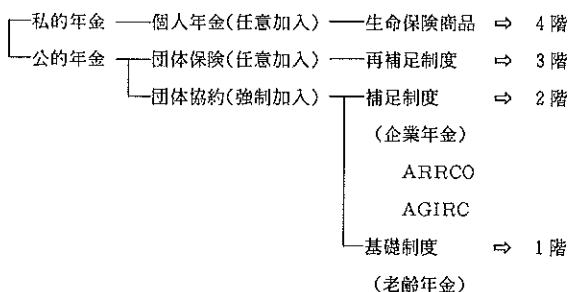 私的年金 個人年金(任意加入) 生命保険商品 ⇨ 4階
公的年金 団体保険(任意加入) 再補足制度 ⇨ 3階
団体協約(強制加入) 補足制度 ⇨ 2階
(企業年金)
ARRCO
AGIRC
基礎制度 ⇨ 1階
(老齢年金)